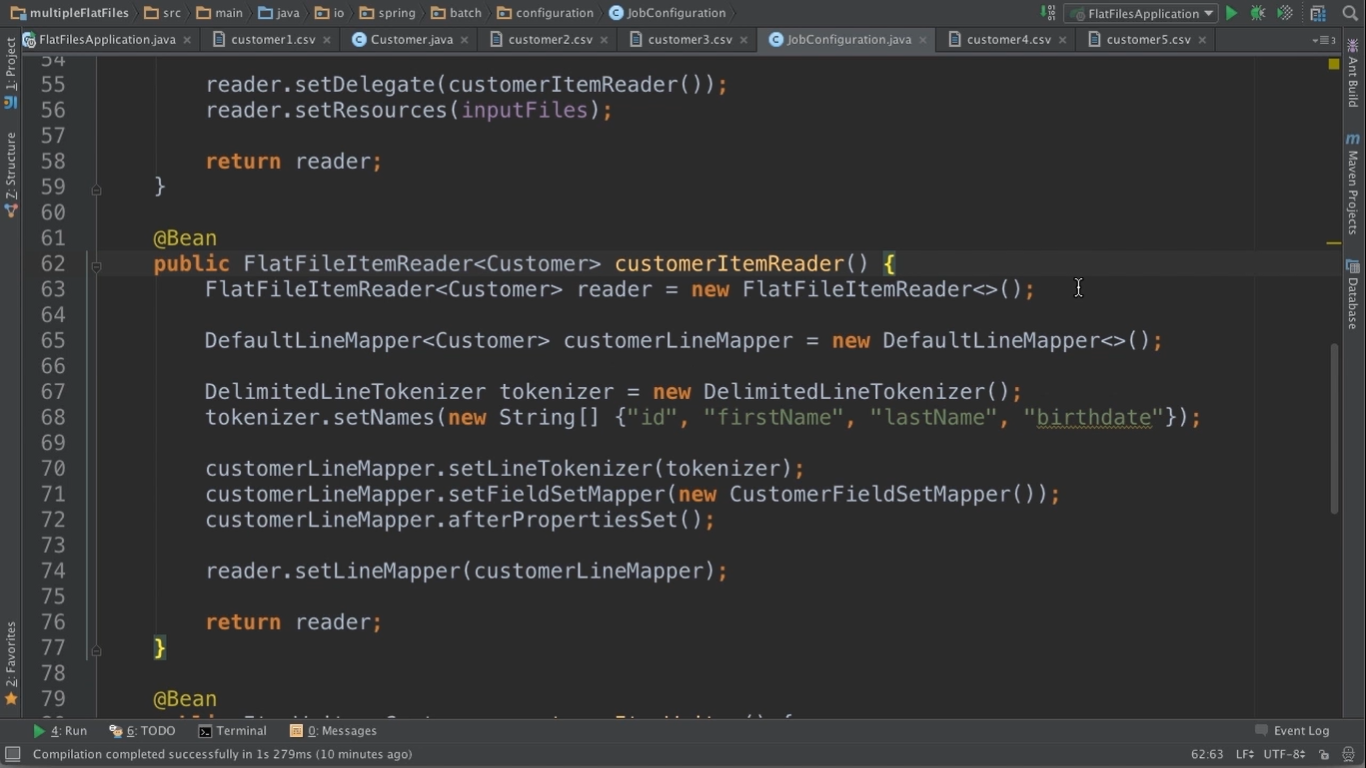 multipleFlatFiles src main java io spring batch configuration JobConfiguration FlatFilesApplication
FlatFilesApplication.java customer1.csv Customer.java customer2.csv customer3.csv JobConfiguration.java customer4.csv customer5.csv
1: Project
7: Structure
2: Favorites
54
55 reader.setDelegate(customerItemReader());
56 reader.setResources(inputFiles);
57
58 return reader;
59 }
60
61 @Bean
62 public FlatFileItemReader<Customer> customerItemReader() {
63 FlatFileItemReader<Customer> reader = new FlatFileItemReader<>();
64
65 DefaultLineMapper<Customer> customerLineMapper = new DefaultLineMapper<>();
66
67 DelimitedLineTokenizer tokenizer = new DelimitedLineTokenizer();
68 tokenizer.setNames(new String[] {"id", "firstName", "lastName", "birthdate"});
69
70 customerLineMapper.setLineTokenizer(tokenizer);
71 customerLineMapper.setFieldSetMapper(new CustomerFieldSetMapper());
72 customerLineMapper.afterPropertiesSet();
73
74 reader.setLineMapper(customerLineMapper);
75
76 return reader;
77 }
78
79 @Bean
Ant Build
Maven Projects
Database
4: Run 6: TODO Terminal 0: Messages Event Log
Compilation completed successfully in 1s 279ms (10 minutes ago) 62:63 LF UTF-8